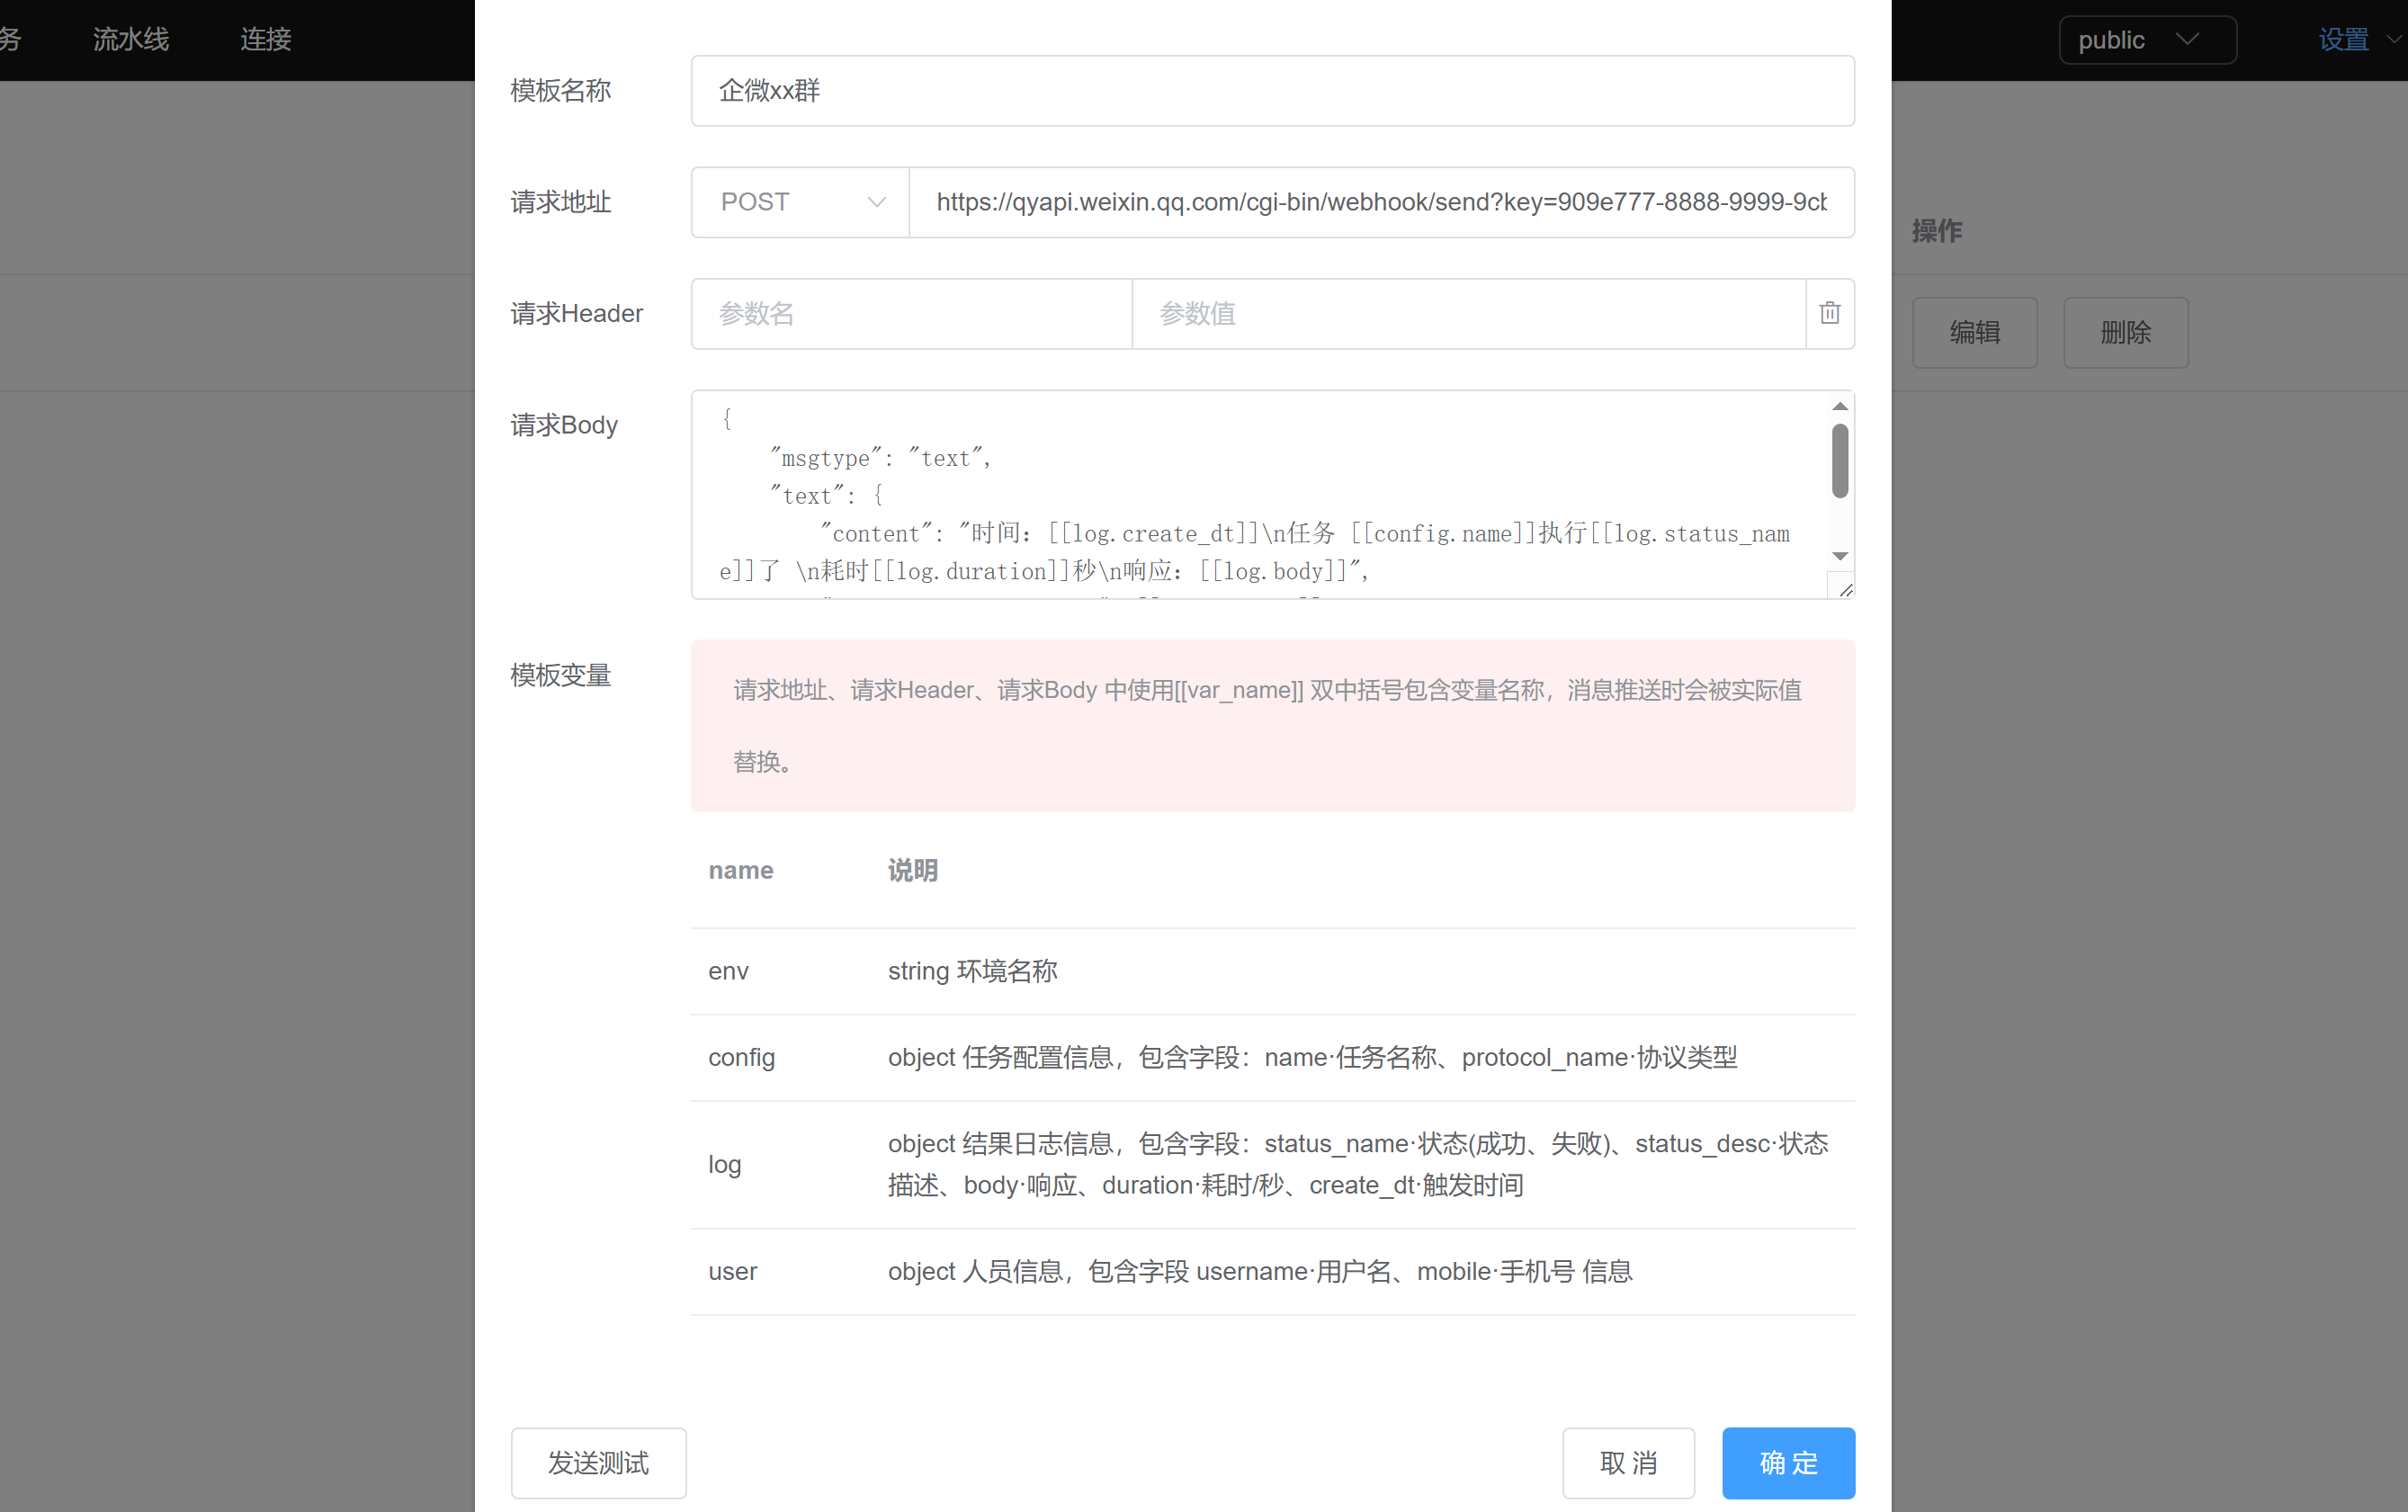 务
流水线
连接
public
设置
模板名称
企微xx群
请求地址
POST
https://qyapi.weixin.qq.com/cgi-bin/webhook/send?key=909e777-8888-9999-9cb
操作
请求Header
参数名
参数值
编辑
删除
请求Body
{
"msgtype": "text",
"text": {
"content": "时间：[[log.create_dt]]\n任务 [[config.name]]执行[[log.status_nam
e]]了 \n耗时[[log.duration]]秒\n响应：[[log.body]]",
模板变量
请求地址、请求Header、请求Body 中使用[[var_name]] 双中括号包含变量名称，消息推送时会被实际值
替换。
name
说明
env
string 环境名称
config
object 任务配置信息，包含字段：name·任务名称、protocol_name·协议类型
log
object 结果日志信息，包含字段：status_name·状态(成功、失败)、status_desc·状态
描述、body·响应、duration·耗时/秒、create_dt·触发时间
user
object 人员信息，包含字段 username·用户名、mobile·手机号 信息
发送测试
取 消
确 定